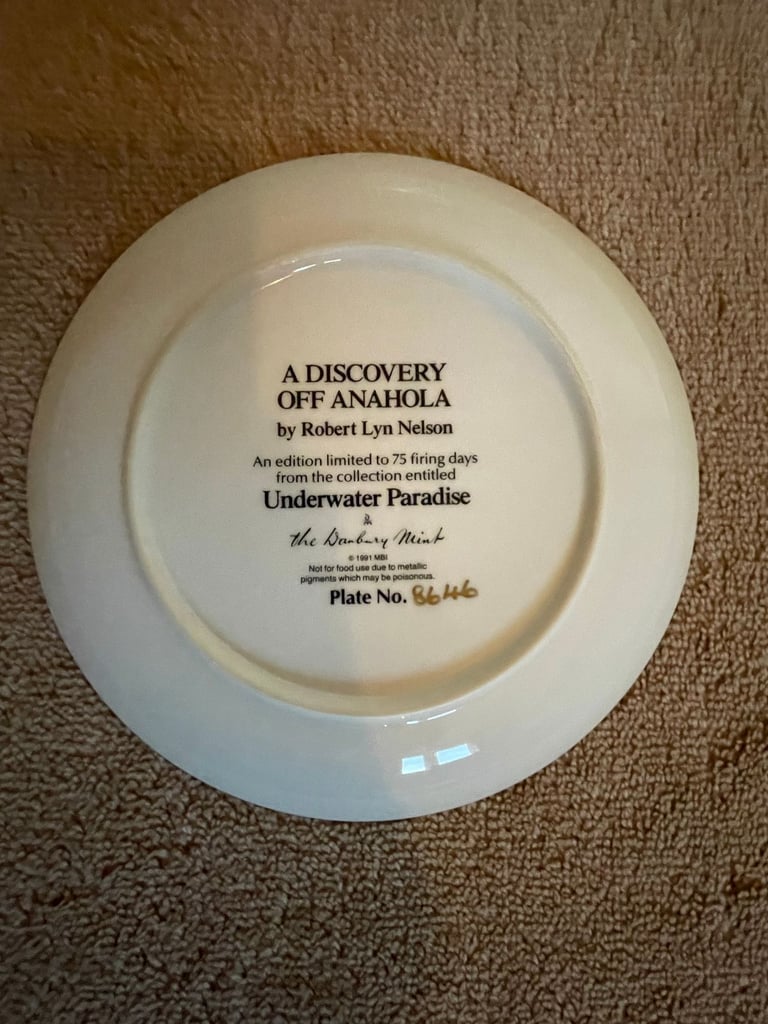 A DISCOVERY
OFF ANAHOLA
by Robert Lyn Nelson
An edition limited to 75 firing days
from the collection entitled
Underwater Paradise
the Danbury Mint
© 1991 MBI
Not for food use due to metallic
pigments which may be poisonous.
Plate No. 8646